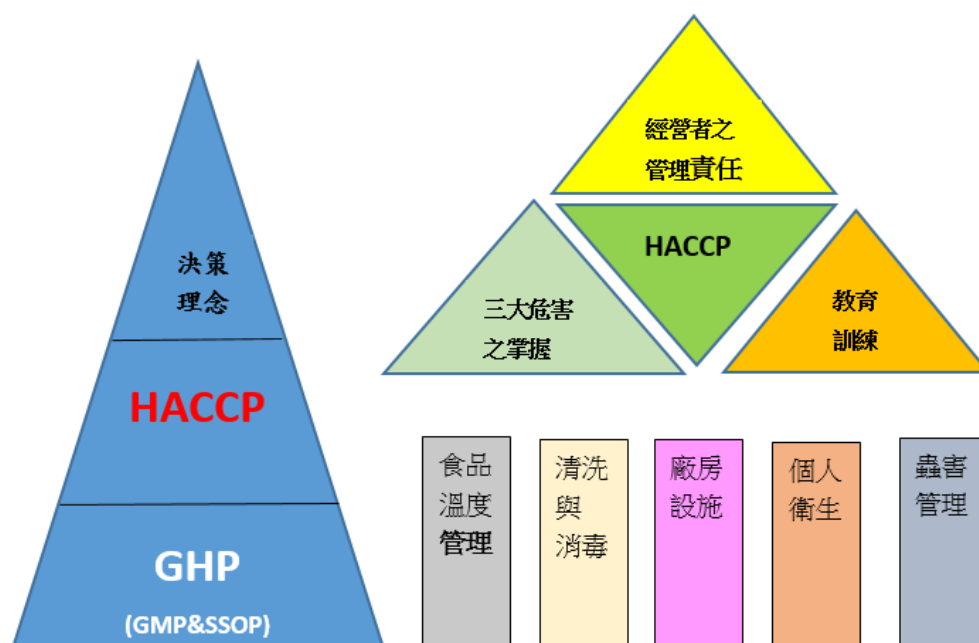 決策
理念
HACCP
GHP
(GMP&SSOP)
經營者之
管理責任
HACCP
三大危害
之掌握
教育
訓練
食品
溫度
管理
清洗
與
消毒
廠房
設施
個人
衛生
蟲害
管理